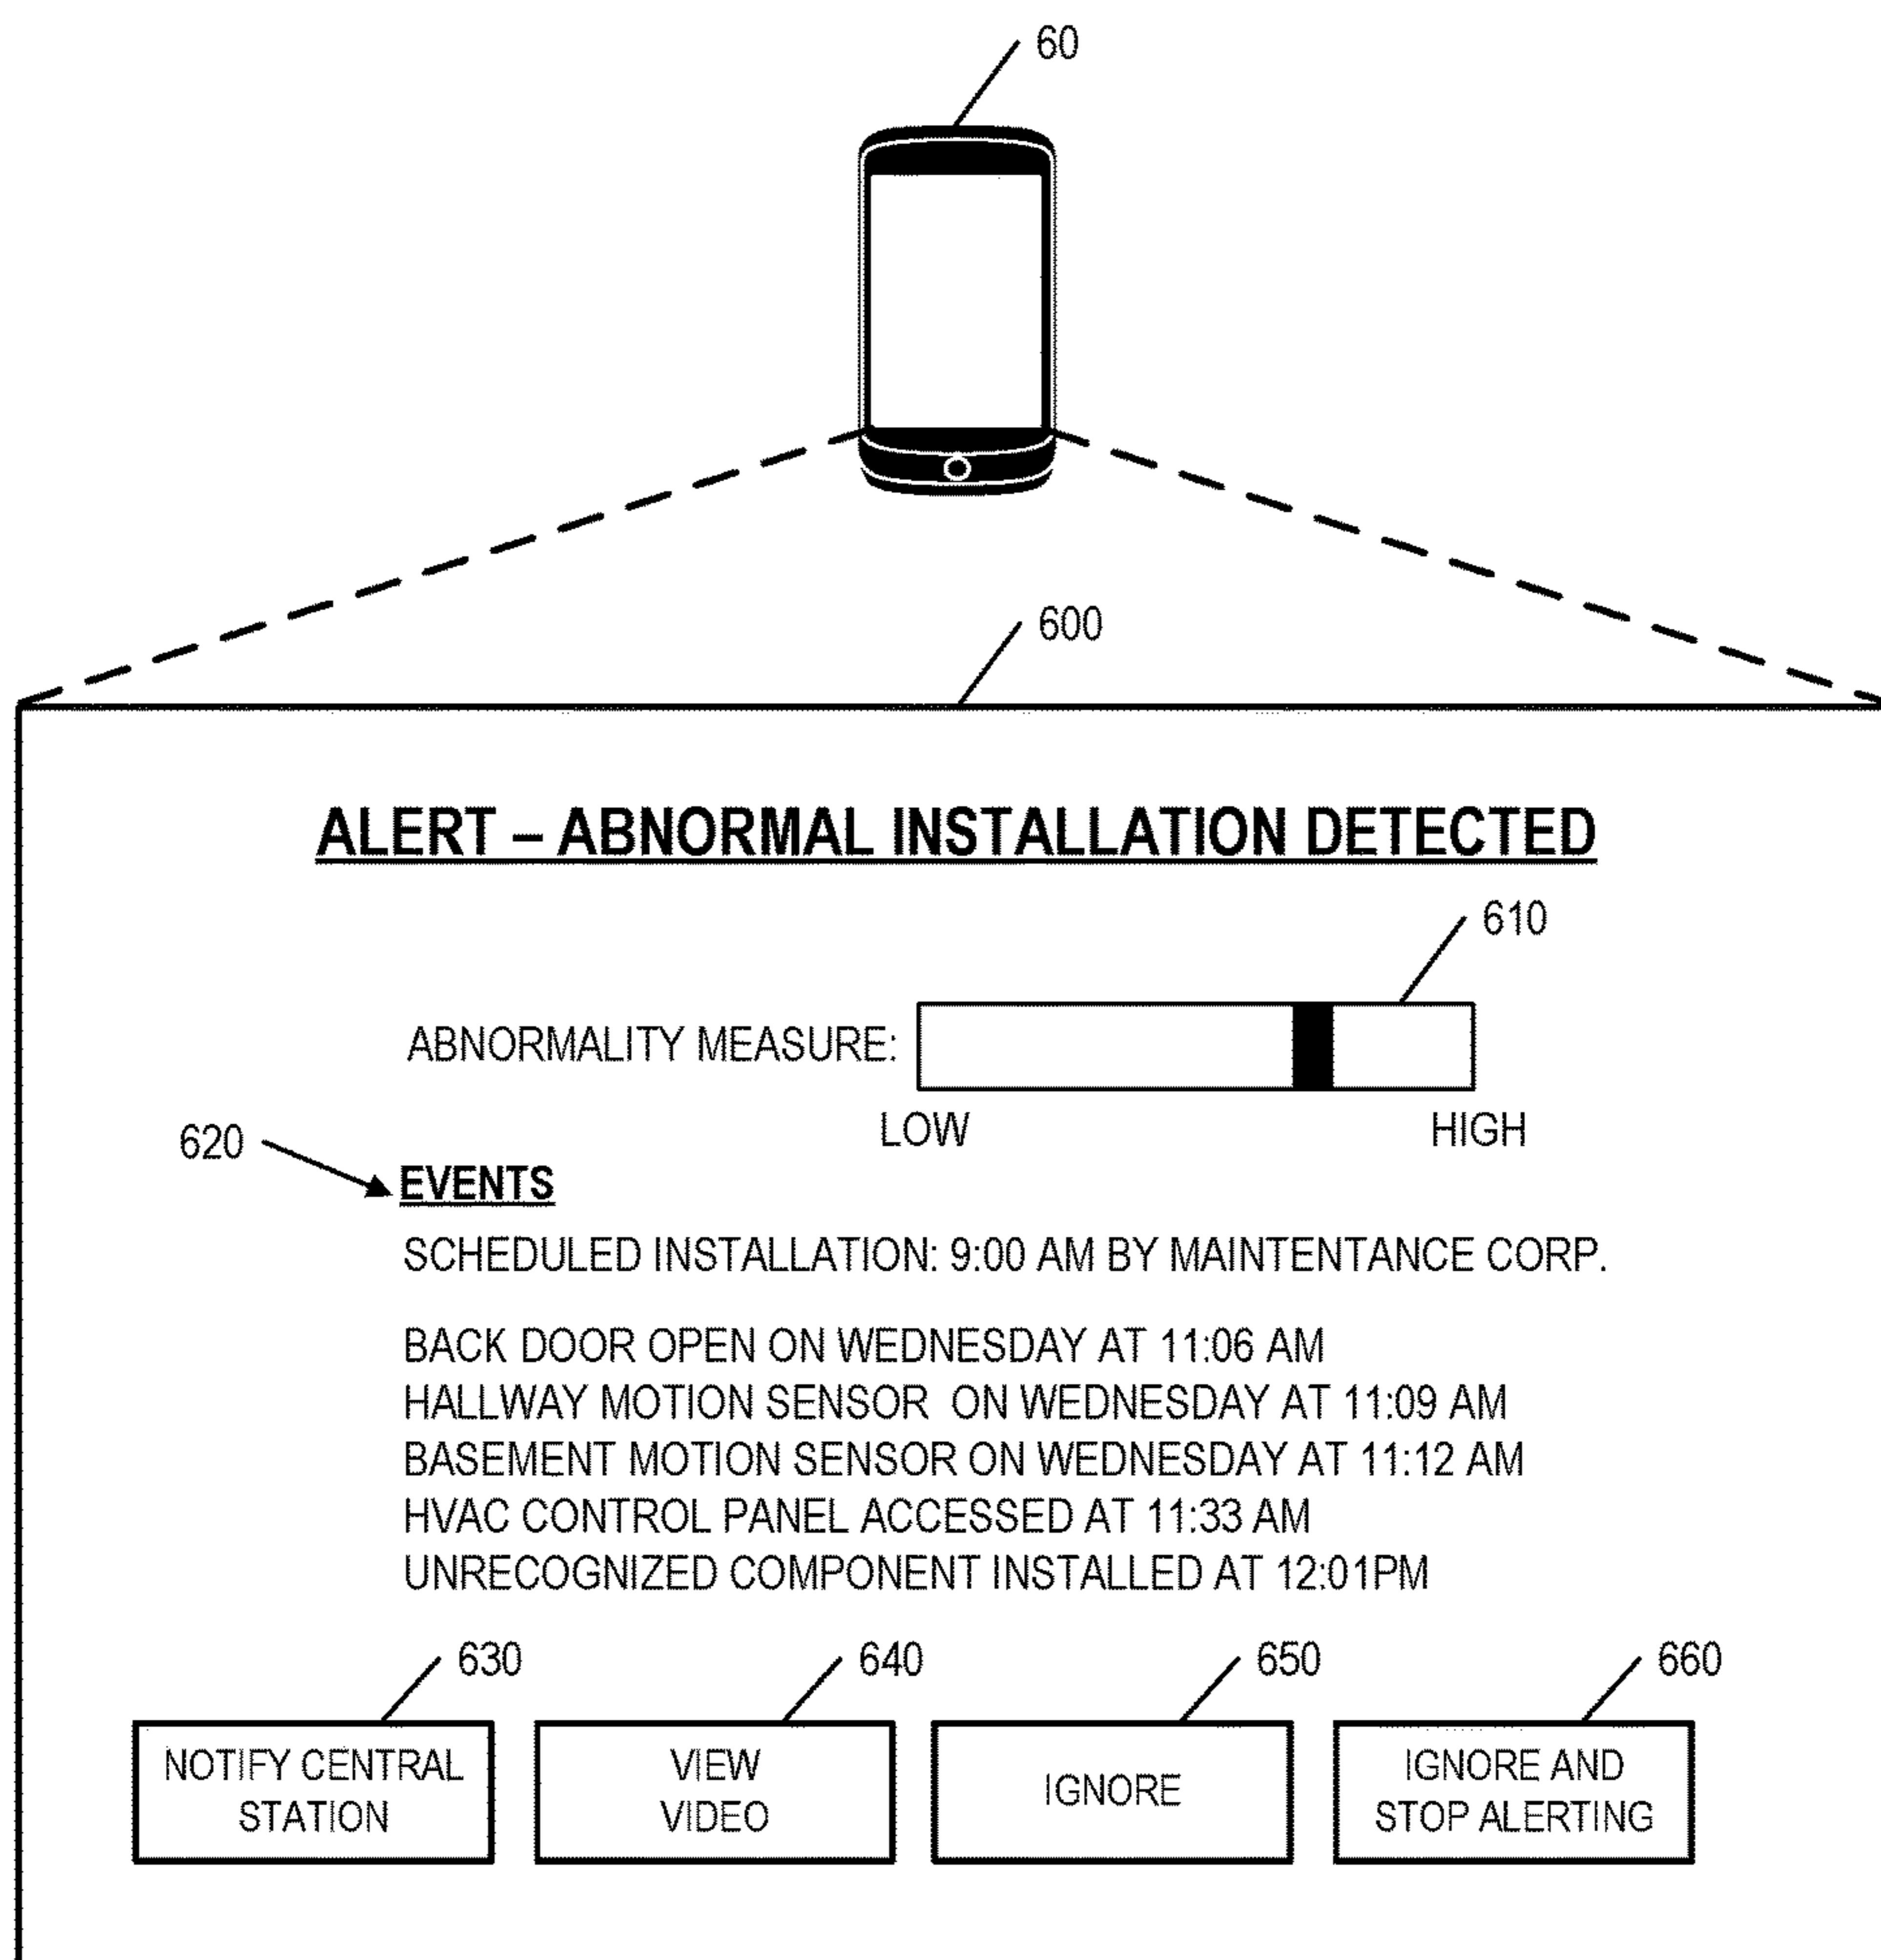 60
600
ALERT – ABNORMAL INSTALLATION DETECTED
610
ABNORMALITY MEASURE:
LOW HIGH
620
EVENTS
SCHEDULED INSTALLATION: 9:00 AM BY MAINTENTANCE CORP.
BACK DOOR OPEN ON WEDNESDAY AT 11:06 AM
HALLWAY MOTION SENSOR ON WEDNESDAY AT 11:09 AM
BASEMENT MOTION SENSOR ON WEDNESDAY AT 11:12 AM
HVAC CONTROL PANEL ACCESSED AT 11:33 AM
UNRECOGNIZED COMPONENT INSTALLED AT 12:01PM
630 640 650 660
NOTIFY CENTRAL
STATION
VIEW
VIDEO
IGNORE
IGNORE AND
STOP ALERTING